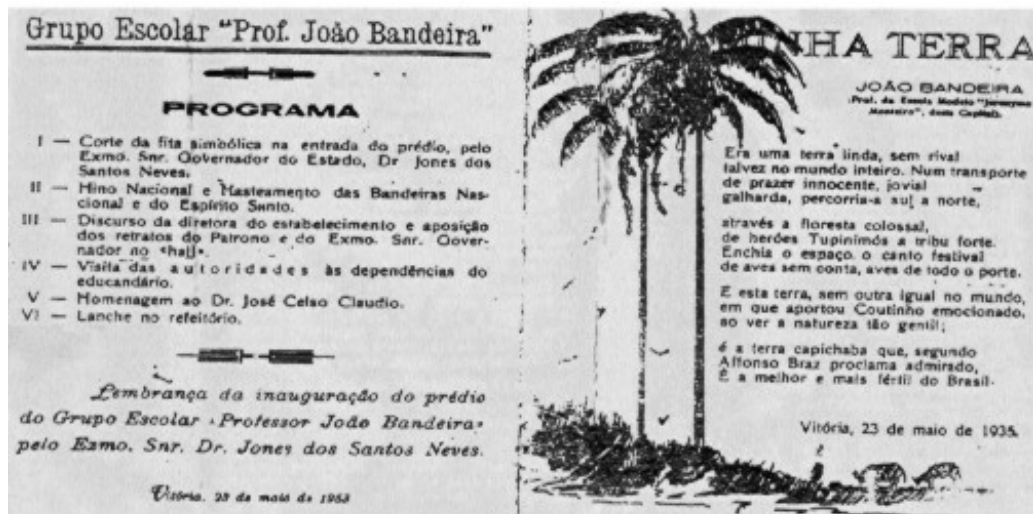 Grupo Escolar "Prof. João Bandeira"
PROGRAMA
I — Corte da fita simbólica na entrada do prédio, pelo
Exmo. Snr. Governador do Estado, Dr Jones dos
Santos Neves.
II — Hino Nacional e Hasteamento das Bandeiras Nas-
cional e do Espírito Santo.
III — Discurso da diretora do estabelecimento e aposição
dos retratos do Patrono e do Exmo. Snr. Gover-
nador no «hall».
IV — Visita das autoridades às dependências do
educandário.
V — Homenagem ao Dr. José Celso Claudio.
VI — Lanche no refeitório.
Lembrança da inauguração do prédio
do Grupo Escolar «Professor João Bandeira»
pelo Exmo. Snr. Dr. Jones dos Santos Neves.
Vitória, 23 de maio de 1953
INHA TERRA
JOÃO BANDEIRA
(Prof. da Escola Modelo "Jeronymo
Monteiro", desta Capital).
Era uma terra linda, sem rival
talvez no mundo inteiro. Num transporte
de prazer innocente, jovial
galharda, percorria-a sul a norte,
através a floresta colossal,
de heróes Tupinimós a tribu forte.
Enchia o espaço o canto festival
de aves sem conta, aves de todo o porte.
E esta terra, sem outra igual no mundo,
em que aportou Coutinho emocionado,
ao ver a natureza tão gentil;
é a terra capichaba que, segundo
Affonso Braz proclama admirado,
É a melhor e mais fértil do Brasil.
Vitória, 23 de maio de 1935.